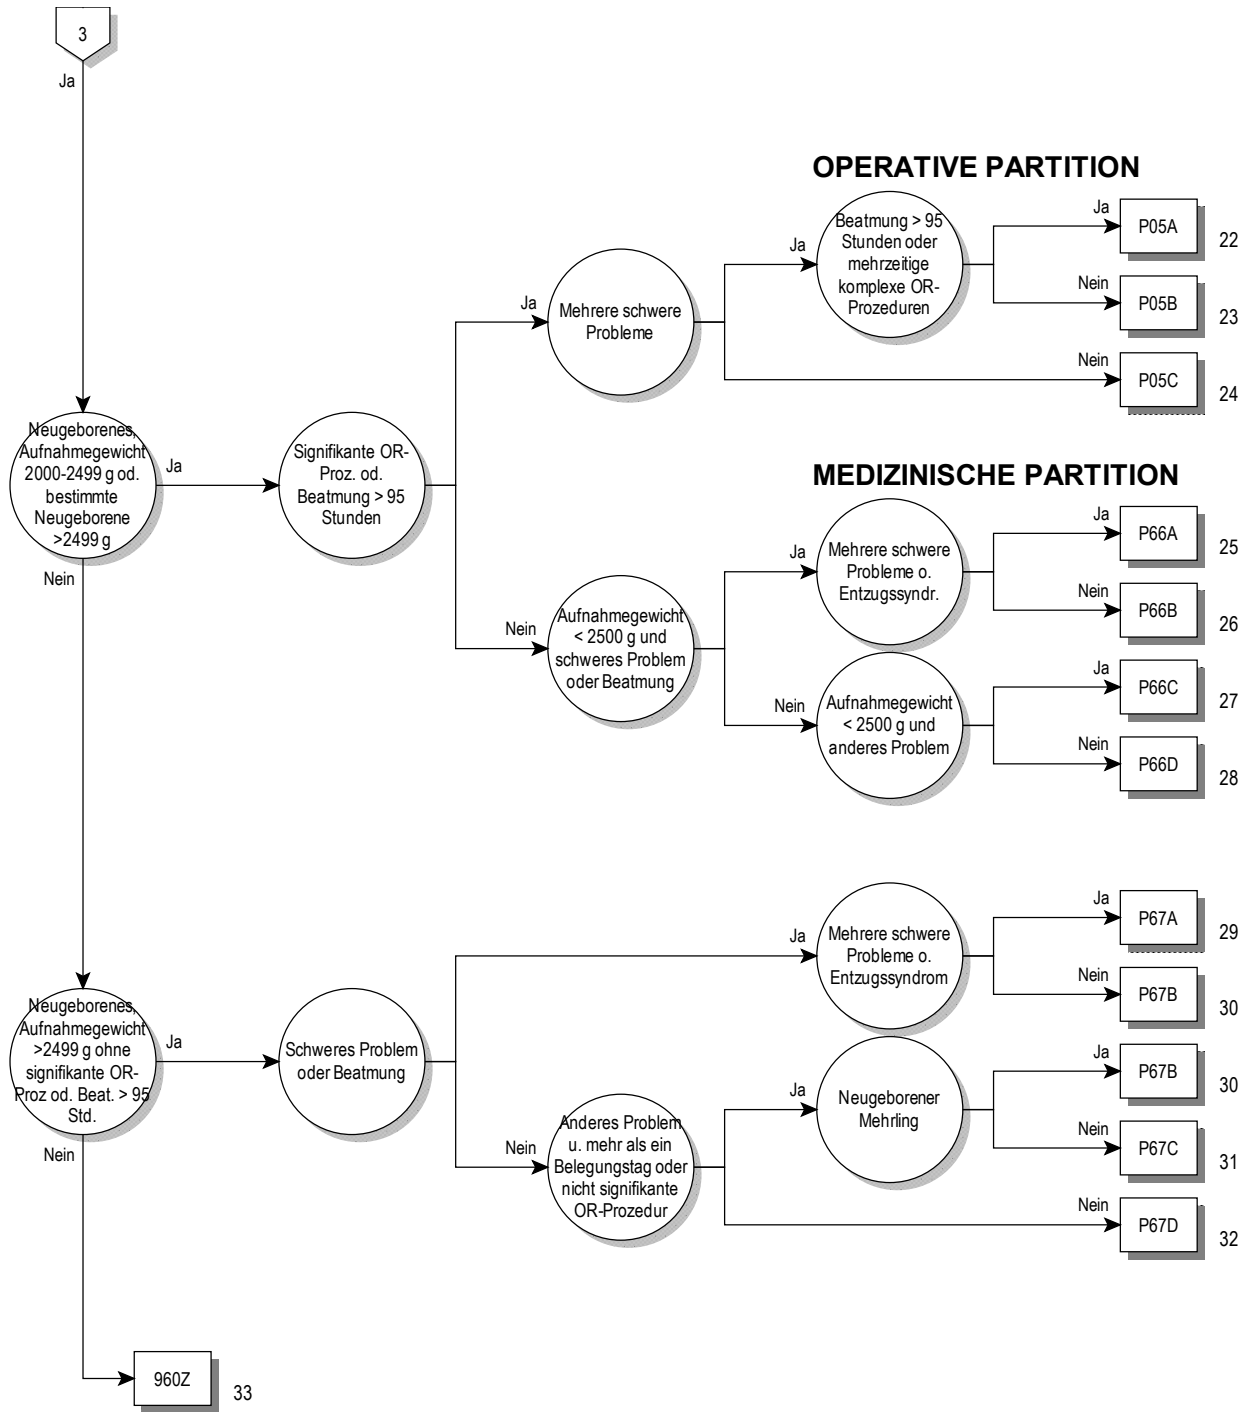 3
Ja
OPERATIVE PARTITION
Beatmung > 95
Stunden oder
mehrzeitige
komplexe OR-
Prozeduren
Ja
Ja
P05A
22
Nein
P05B
23
Ja
Mehrere schwere
Probleme
Nein
P05C
24
Neugeborenes,
Aufnahmegewicht
2000-2499 g od.
bestimmte
Neugeborene
>2499 g
Ja
Signifikante OR-
Proz. od.
Beatmung > 95
Stunden
MEDIZINISCHE PARTITION
Ja
Mehrere schwere
Probleme o.
Entzugssyndr.
Ja
P66A
25
Nein
P66B
26
Nein
Nein
Aufnahmegewicht
< 2500 g und
schweres Problem
oder Beatmung
Nein
Aufnahmegewicht
< 2500 g und
anderes Problem
Ja
P66C
27
Nein
P66D
28
Ja
Mehrere schwere
Probleme o.
Entzugssyndrom
Ja
P67A
29
Nein
P67B
30
Neugeborenes,
Aufnahmegewicht
>2499 g ohne
signifikante OR-
Proz od. Beat. > 95
Std.
Ja
Schweres Problem
oder Beatmung
Ja
Neugeborener
Mehrling
Ja
P67B
30
Nein
P67C
31
Nein
Nein
Anderes Problem
u. mehr als ein
Belegungstag oder
nicht signifikante
OR-Prozedur
Nein
P67D
32
960Z
33